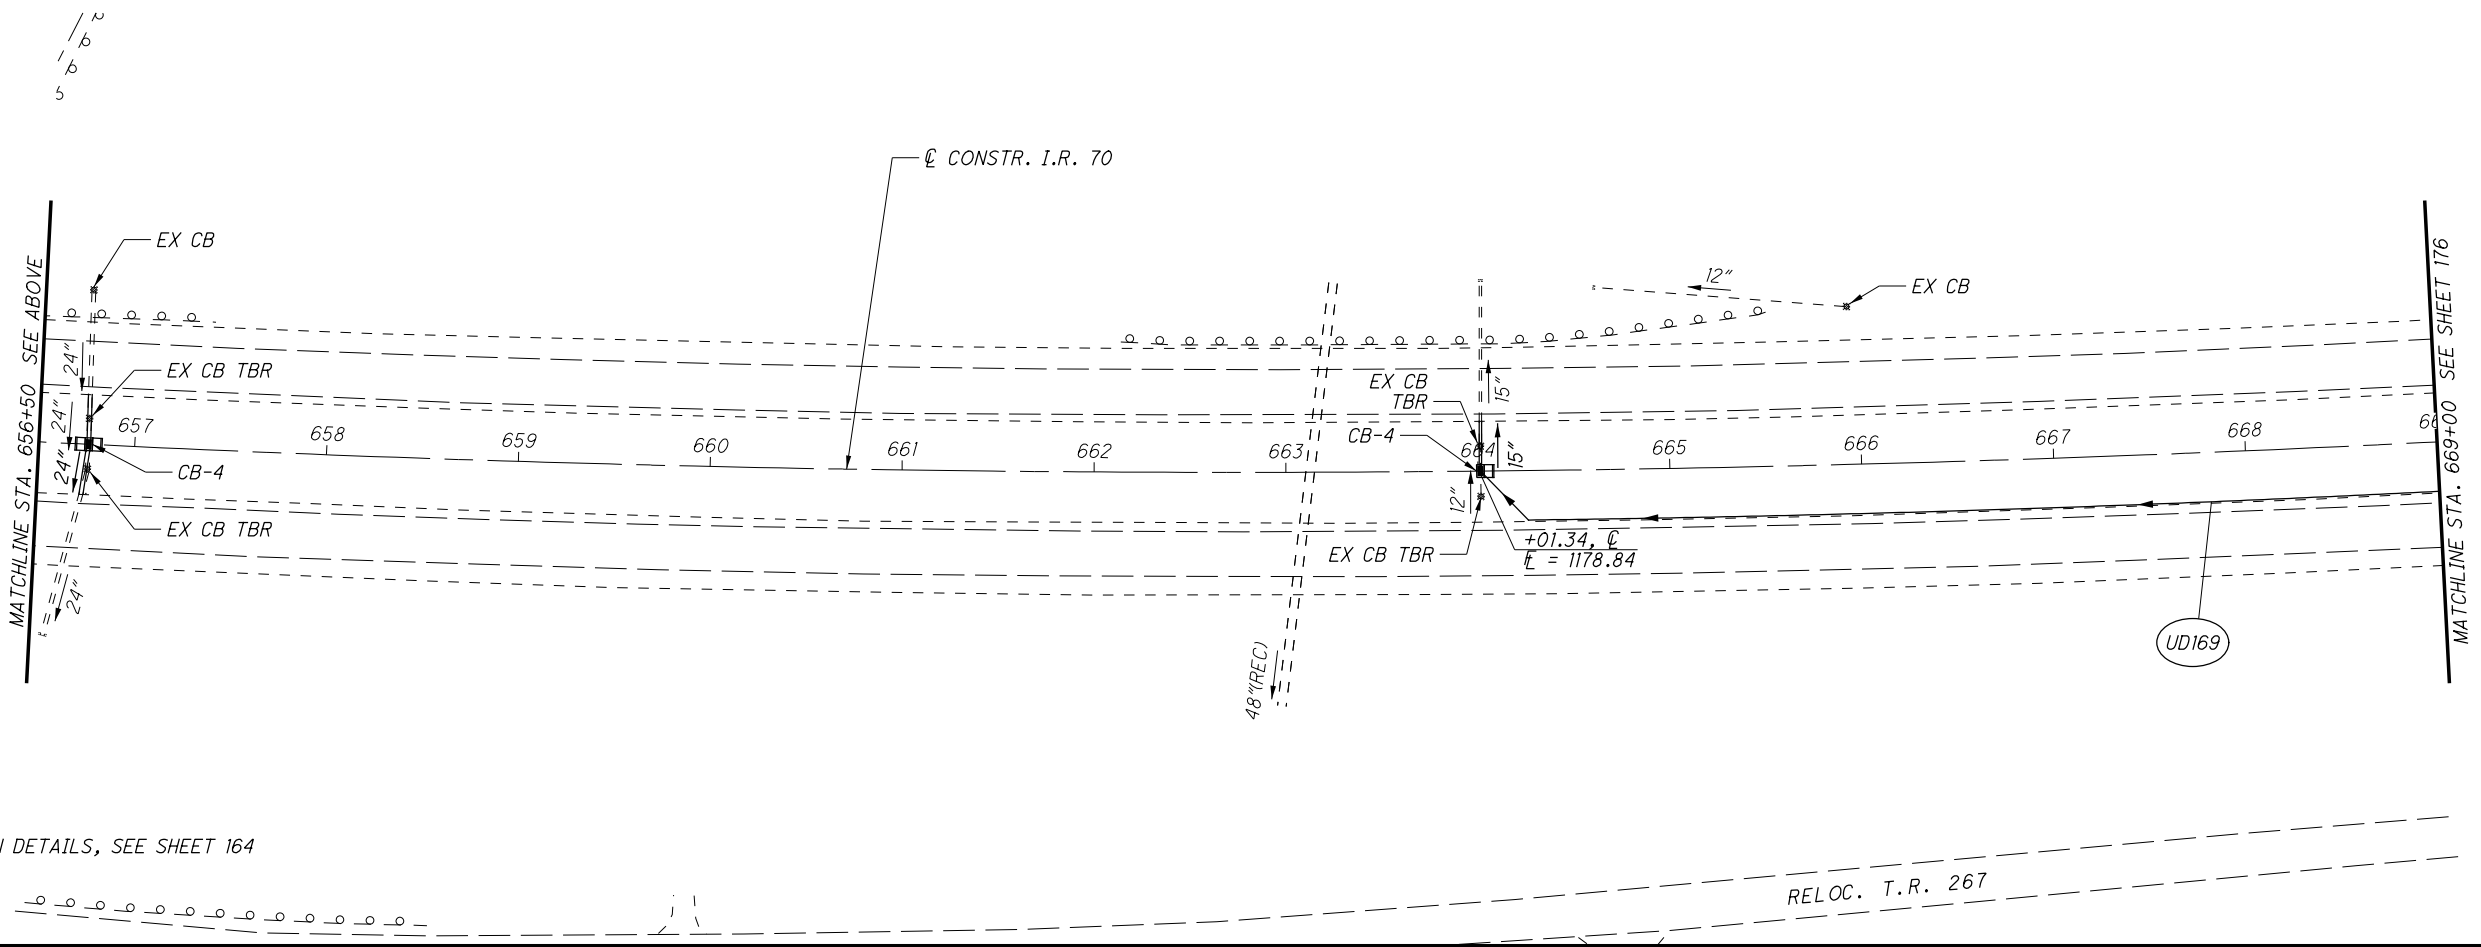 ℄ CONSTR. I.R. 70
EX CB
MATCHLINE STA. 656+50 SEE ABOVE
24"
EX CB TBR
24"
24"
CB-4
EX CB TBR
24"
657
658
659
660
661
662
663
664
665
666
667
668
12"
EX CB
EX CB
TBR
15"
CB-4
15"
12"
EX CB TBR
+01.34, ℄
= 1178.84
48"(REC)
UD169
MATCHLINE STA. 669+00 SEE SHEET 176
DETAILS, SEE SHEET 164
RELOC. T.R. 267